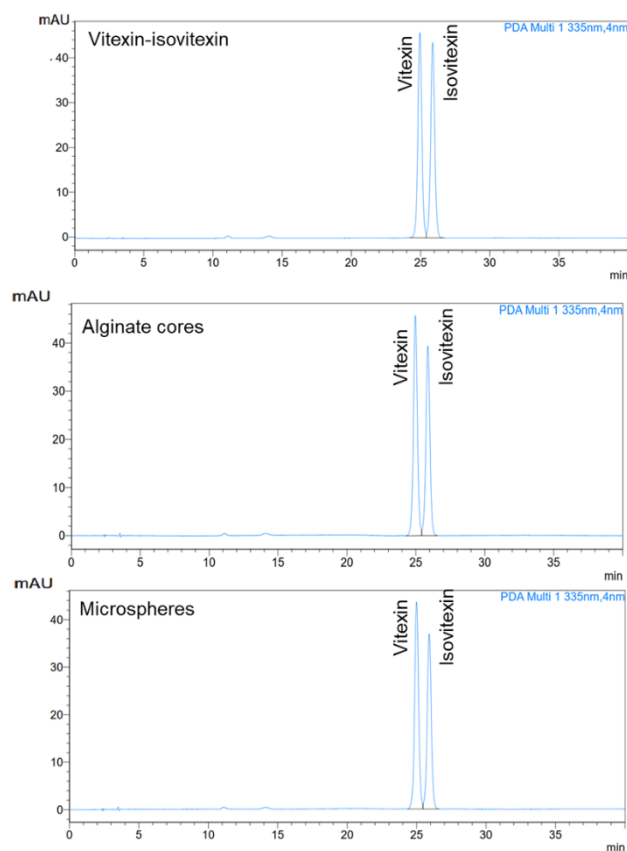 mAU
PDA Multi 1 335nm,4nm
Vitexin-isovitexin
Vitexin
Isovitexin
.
40
30
20
10
0
0 5 10 15 20 25 30 35
min
mAU
PDA Multi 1 335nm,4nm
Alginate cores
Vitexin
Isovitexin
40
30
20
10
0
0 5 10 15 20 25 30 35
min
mAU
PDA Multi 1 335nm,4nm
Microspheres
Vitexin
Isovitexin
40
30
20
10
0
0 5 10 15 20 25 30 35
min